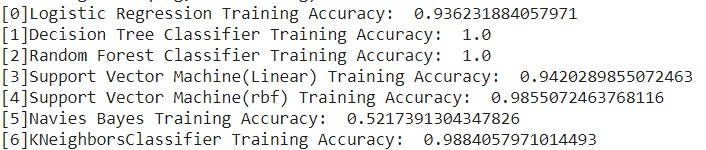 [0]Logistic Regression Training Accuracy:  0.936231884057971
[1]Decision Tree Classifier Training Accuracy:  1.0
[2]Random Forest Classifier Training Accuracy:  1.0
[3]Support Vector Machine(Linear) Training Accuracy:  0.9420289855072463
[4]Support Vector Machine(rbf) Training Accuracy:  0.9855072463768116
[5]Navies Bayes Training Accuracy:  0.5217391304347826
[6]KNeighborsClassifier Training Accuracy:  0.9884057971014493